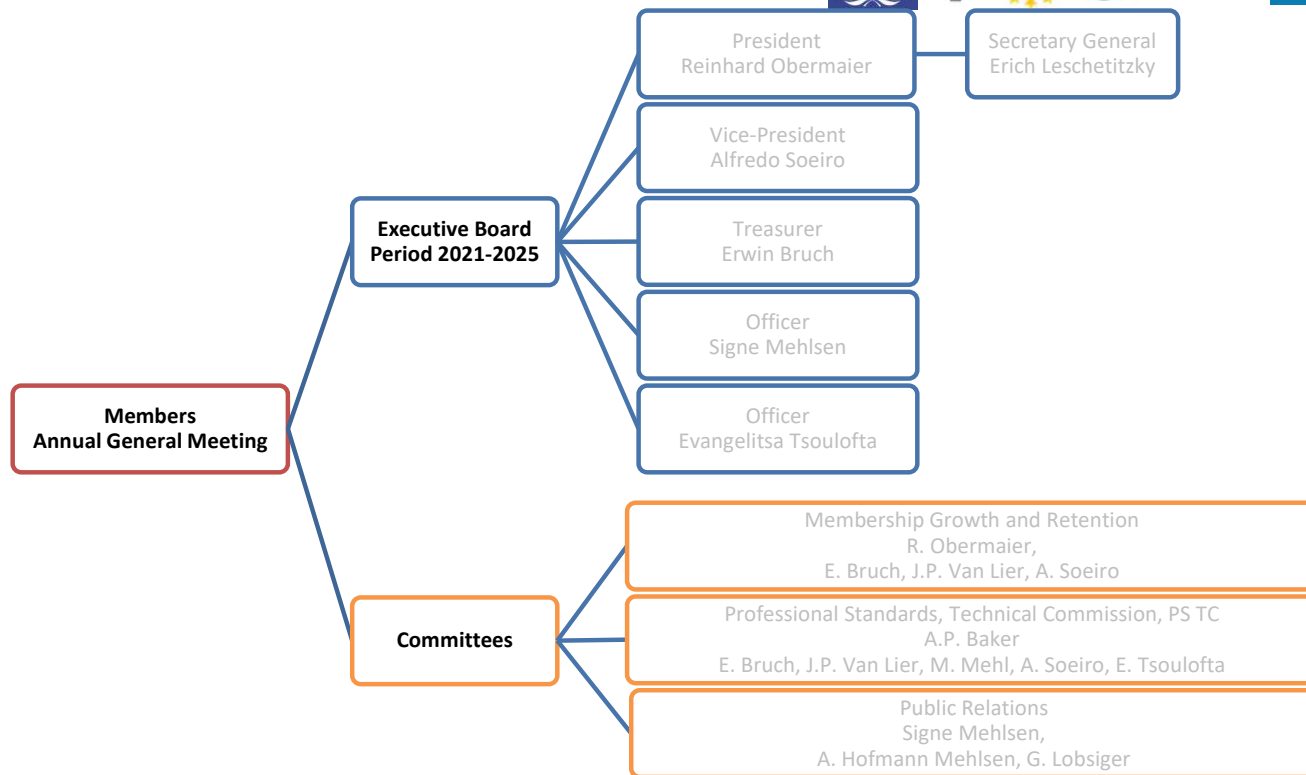 President
Reinhard Obermaier
Secretary General
Erich Leschetitzky
Vice-President
Alfredo Soeiro
Executive Board
Period 2021-2025
Treasurer
Erwin Bruch
Officer
Signe Mehlsen
Members
Annual General Meeting
Officer
Evangelitsa Tsoulofta
Membership Growth and Retention
R. Obermaier,
E. Bruch, J.P. Van Lier, A. Soeiro
Committees
Professional Standards, Technical Commission, PS TC
A.P. Baker
E. Bruch, J.P. Van Lier, M. Mehl, A. Soeiro, E. Tsoulofta
Public Relations
Signe Mehlsen,
A. Hofmann Mehlsen, G. Lobsiger